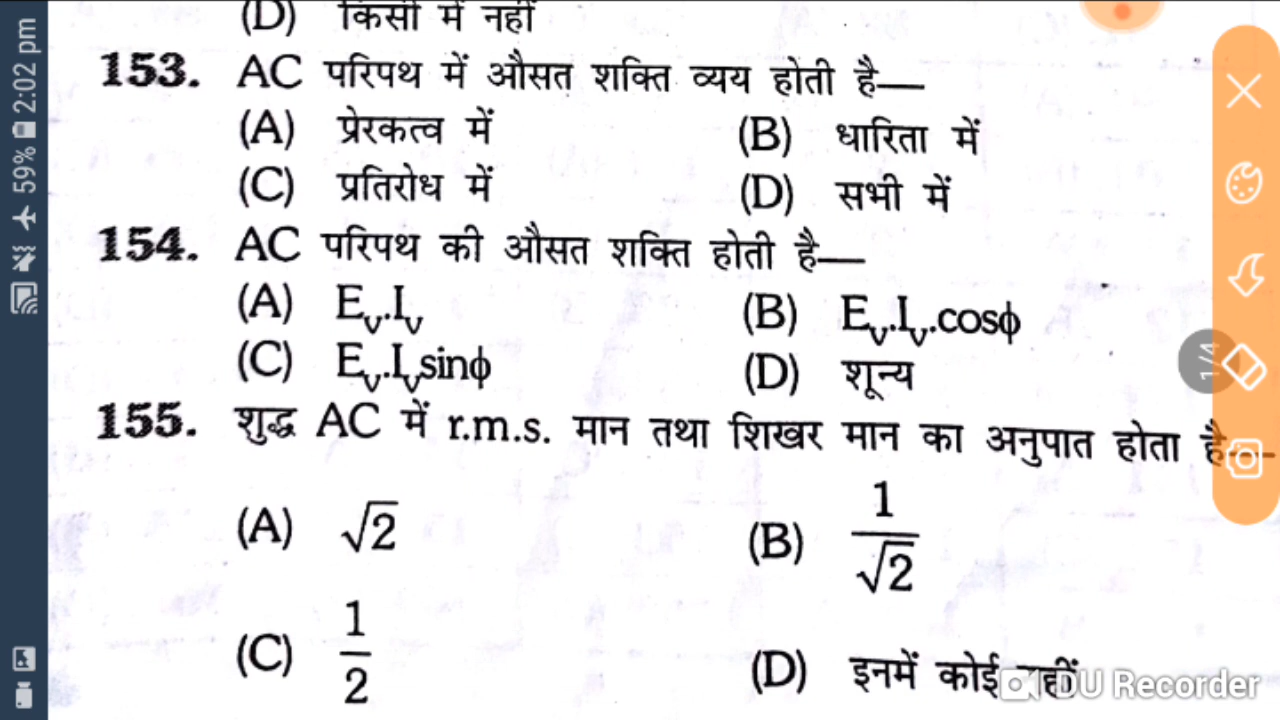 (D) किसी में नहीं
153. AC परिपथ में औसत शक्ति व्यय होती है—
(A) प्रेरकत्व में (B) धारिता में
(C) प्रतिरोध में (D) सभी में
154. AC परिपथ की औसत शक्ति होती है—
(A) Eᵥ.Iᵥ (B) Eᵥ.Iᵥ.cosϕ
(C) Eᵥ.Iᵥsinϕ (D) शून्य
155. शुद्ध AC में r.m.s. मान तथा शिखर मान का अनुपात होता है—
(A) √2 (B) 1/√2
(C) 1/2 (D) इनमें कोई नहीं
59% 2:02 pm
1/4
DU Recorder